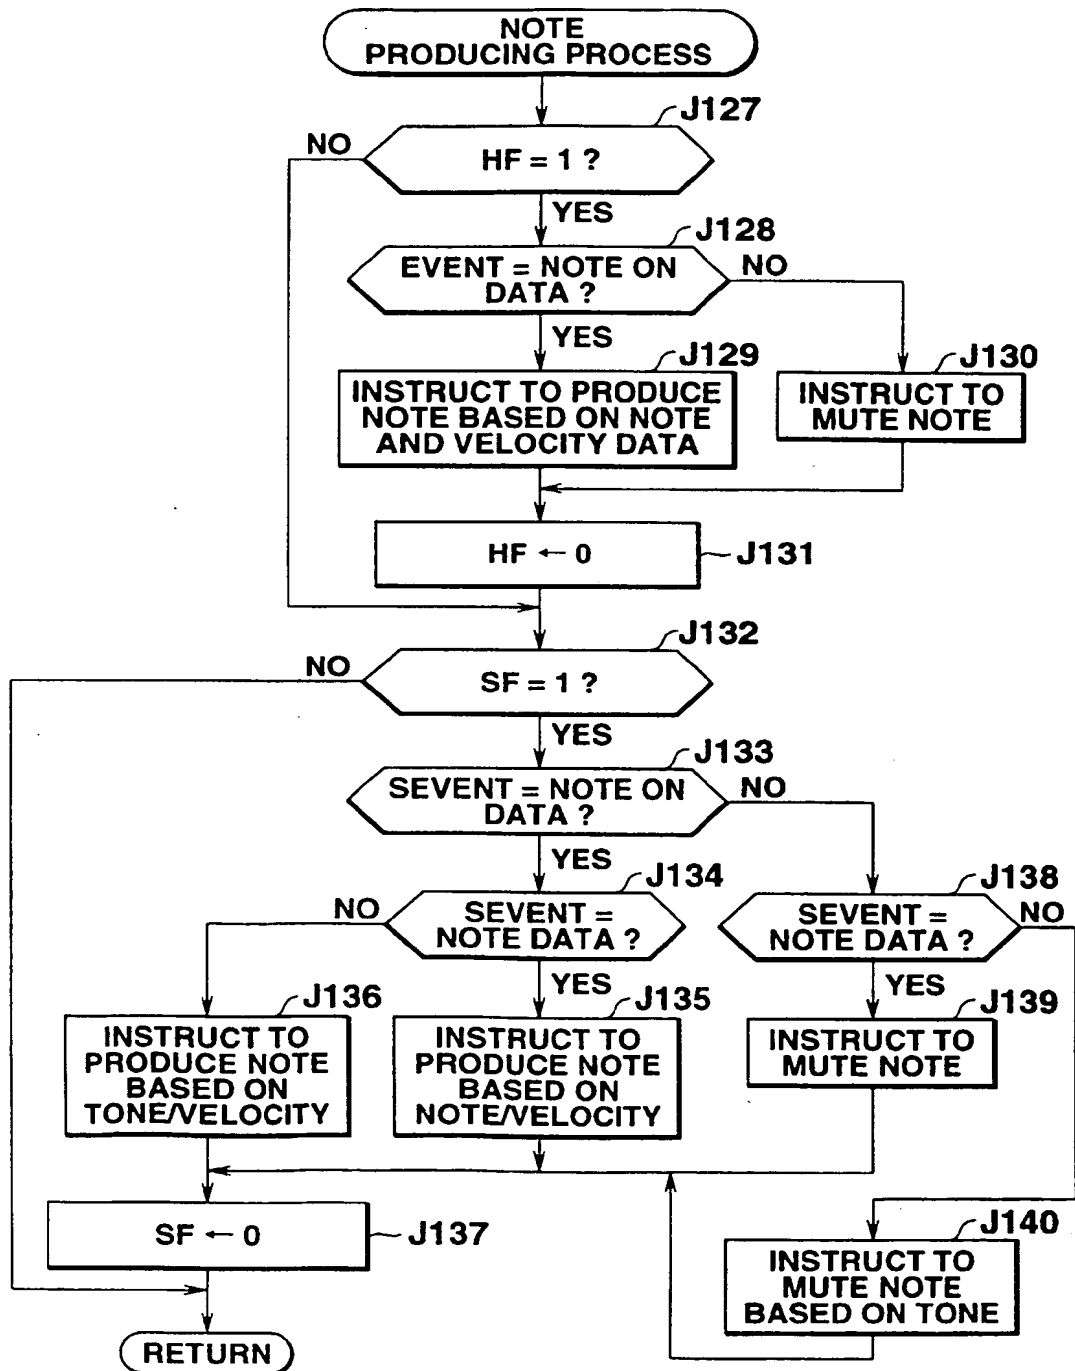 NOTE
PRODUCING PROCESS
J127
NO
HF = 1 ?
YES
J128
EVENT = NOTE ON
DATA ?
NO
YES
J129
J130
INSTRUCT TO PRODUCE
NOTE BASED ON NOTE
AND VELOCITY DATA
INSTRUCT TO
MUTE NOTE
HF ← 0
J131
J132
NO
SF = 1 ?
YES
J133
SEVENT = NOTE ON
DATA ?
NO
YES
J134
J138
NO
SEVENT =
NOTE DATA ?
SEVENT =
NOTE DATA ?
NO
YES
YES
J136
J135
J139
INSTRUCT TO
PRODUCE NOTE
BASED ON
TONE/VELOCITY
INSTRUCT TO
PRODUCE NOTE
BASED ON
NOTE/VELOCITY
INSTRUCT TO
MUTE NOTE
SF ← 0
J137
J140
INSTRUCT TO
MUTE NOTE
BASED ON TONE
RETURN